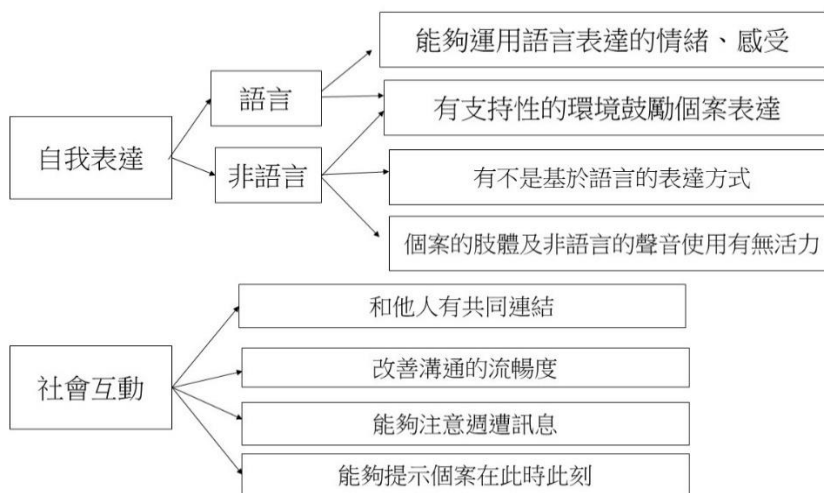 自我表達
語言
非語言
能夠運用語言表達的情緒、感受
有支持性的環境鼓勵個案表達
有不是基於語言的表達方式
個案的肢體及非語言的聲音使用有無活力
社會互動
和他人有共同連結
改善溝通的流暢度
能夠注意週遭訊息
能夠提示個案在此時此刻